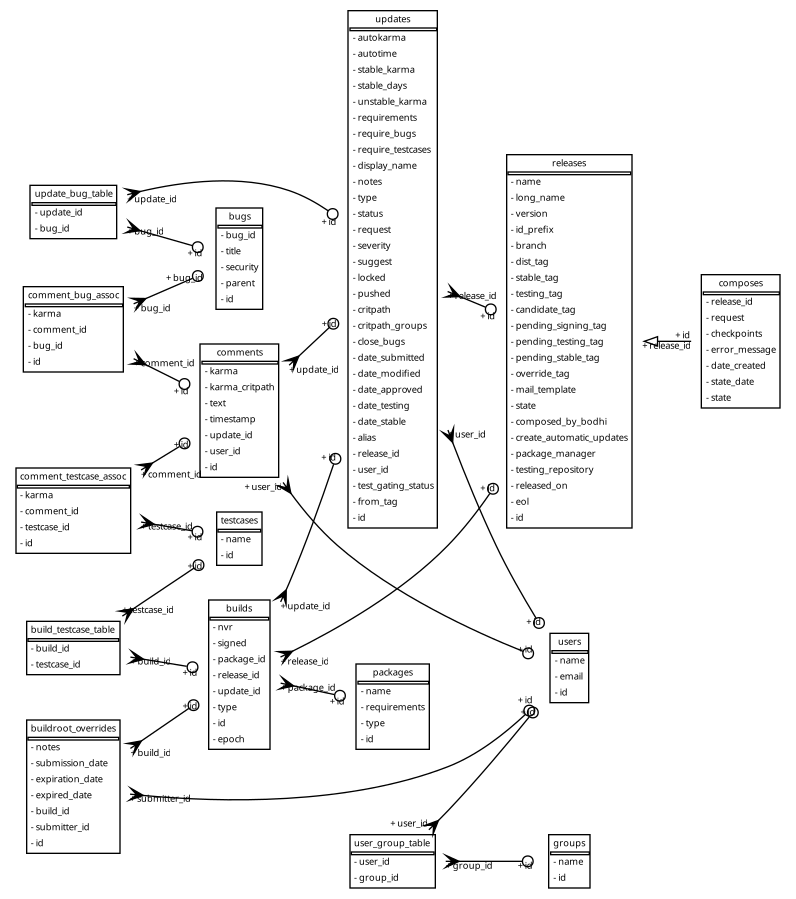 updates
- autokarma
- autotime
- stable_karma
- stable_days
- unstable_karma
- requirements
- require_bugs
- require_testcases
- display_name
- notes
- type
- status
- request
- severity
- suggest
- locked
- pushed
- critpath
- critpath_groups
- close_bugs
- date_submitted
- date_modified
- date_approved
- date_testing
- date_stable
- alias
- release_id
- user_id
- test_gating_status
- from_tag
- id
releases
- name
- long_name
- version
- id_prefix
- branch
- dist_tag
- stable_tag
- testing_tag
- candidate_tag
- pending_signing_tag
- pending_testing_tag
- pending_stable_tag
- override_tag
- mail_template
- state
- composed_by_bodhi
- create_automatic_updates
- package_manager
- testing_repository
- released_on
- eol
- id
composes
- release_id
- request
- checkpoints
- error_message
- date_created
- state_date
- state
+ id
+ release_id
update_bug_table
- update_id
- bug_id
+ update_id
+ id
+ bug_id
+ id
bugs
- bug_id
- title
- security
- parent
- id
+ bug_id
comment_bug_assoc
- karma
- comment_id
- bug_id
- id
+ bug_id
+ comment_id
+ id
comments
- karma
- karma_critpath
- text
- timestamp
- update_id
- user_id
- id
+ id
+ update_id
+ release_id
+ id
+ user_id
+ id
comment_testcase_assoc
- karma
- comment_id
- testcase_id
- id
+ id
+ comment_id
+ testcase_id
+ id
+ user_id
+ id
testcases
- name
- id
+ id
+ testcase_id
build_testcase_table
- build_id
- testcase_id
+ build_id
+ id
builds
- nvr
- signed
- package_id
- release_id
- update_id
- type
- id
- epoch
+ id
+ update_id
+ id
+ release_id
+ package_id
+ id
packages
- name
- requirements
- type
- id
users
- name
- email
- id
buildroot_overrides
- notes
- submission_date
- expiration_date
- expired_date
- build_id
- submitter_id
- id
+ id
+ build_id
+ submitter_id
+ id
+ id
+ user_id
user_group_table
- user_id
- group_id
+ group_id
+ id
groups
- name
- id